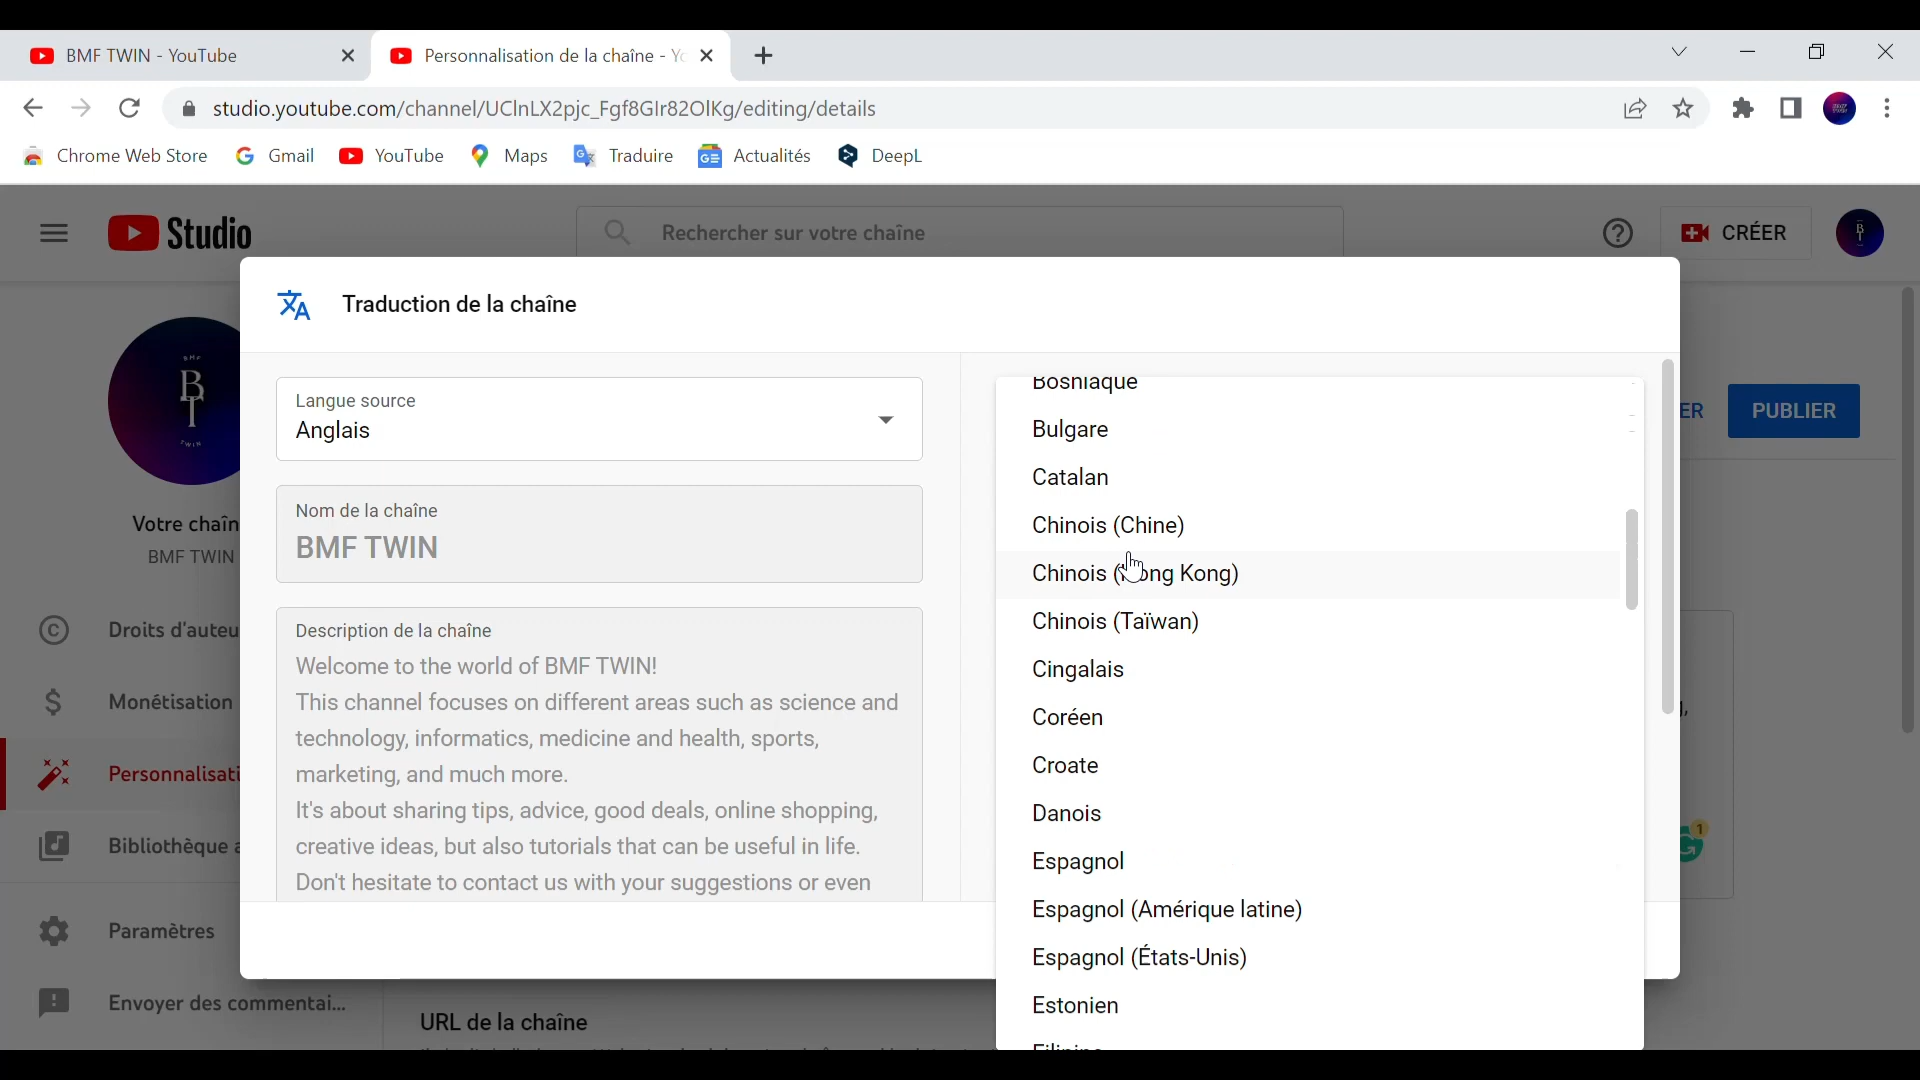 BMF TWIN - YouTube
Personnalisation de la chaîne - Yo
studio.youtube.com/channel/UClnLX2pjc_Fgf8Glr82OlKg/editing/details
Chrome Web Store
Gmail
YouTube
Maps
Traduire
Actualités
DeepL
Studio
Rechercher sur votre chaîne
CRÉER
Traduction de la chaîne
Langue source
Anglais
Nom de la chaîne
BMF TWIN
Description de la chaîne
Welcome to the world of BMF TWIN!
This channel focuses on different areas such as science and
technology, informatics, medicine and health, sports,
marketing, and much more.
It's about sharing tips, advice, good deals, online shopping,
creative ideas, but also tutorials that can be useful in life.
Don't hesitate to contact us with your suggestions or even
Bosniaque
Bulgare
Catalan
Chinois (Chine)
Chinois (Hong Kong)
Chinois (Taïwan)
Cingalais
Coréen
Croate
Danois
Espagnol
Espagnol (Amérique latine)
Espagnol (États-Unis)
Estonien
ER
PUBLIER
1
BMF
BT
TWIN
Votre chaîn
BMF TWIN
Droits d'auteu
Monétisation
Personnalisati
Bibliothèque a
Paramètres
Envoyer des commentai...
URL de la chaîne